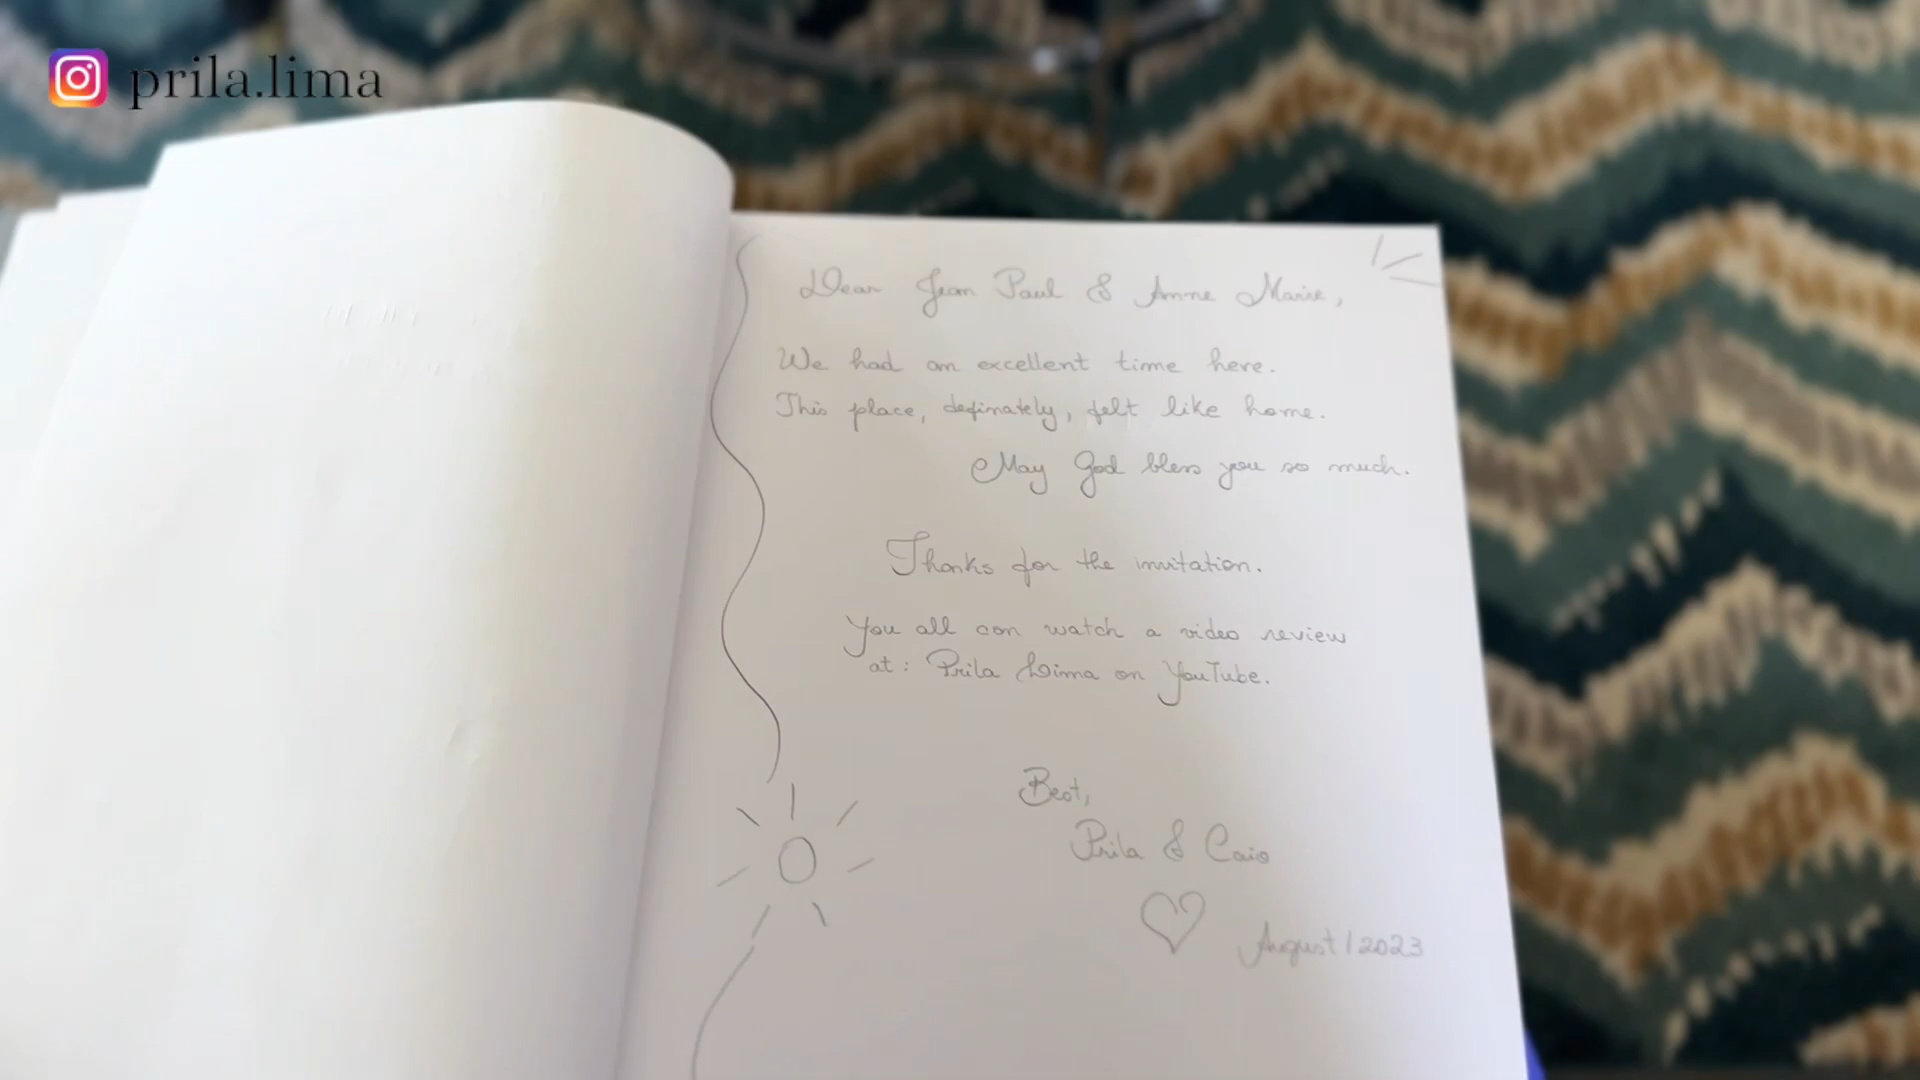 prila.lima
Dear Jean Paul & Anne Marie,
We had an excellent time here.
This place, definately, felt like home.
May God bless you so much.
Thanks for the invitation.
You all can watch a video review
at: Prila Lima on YouTube.
Best,
Prila & Caio
August/2023